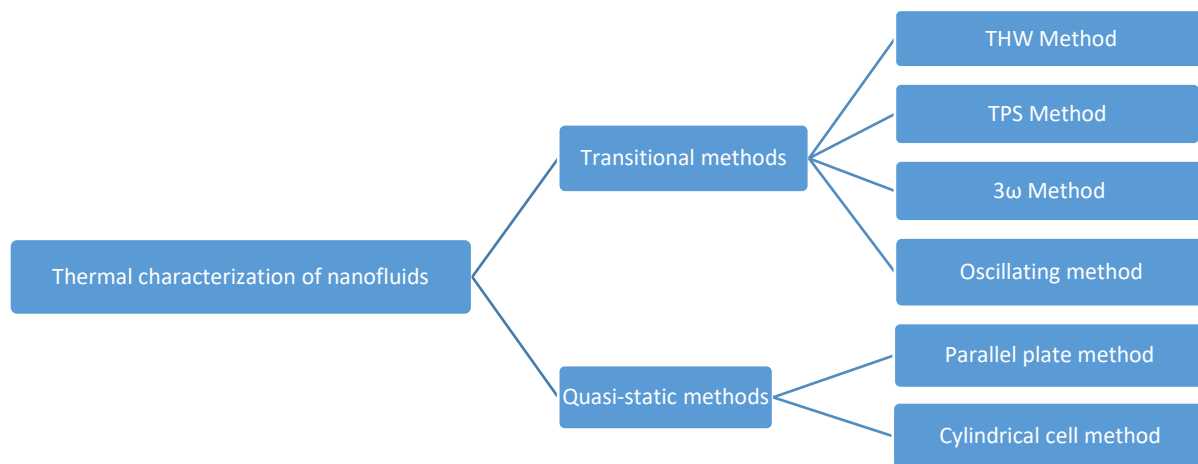 THW Method
TPS Method
Transitional methods
3ω Method
Thermal characterization of nanofluids
Oscillating method
Parallel plate method
Quasi-static methods
Cylindrical cell method